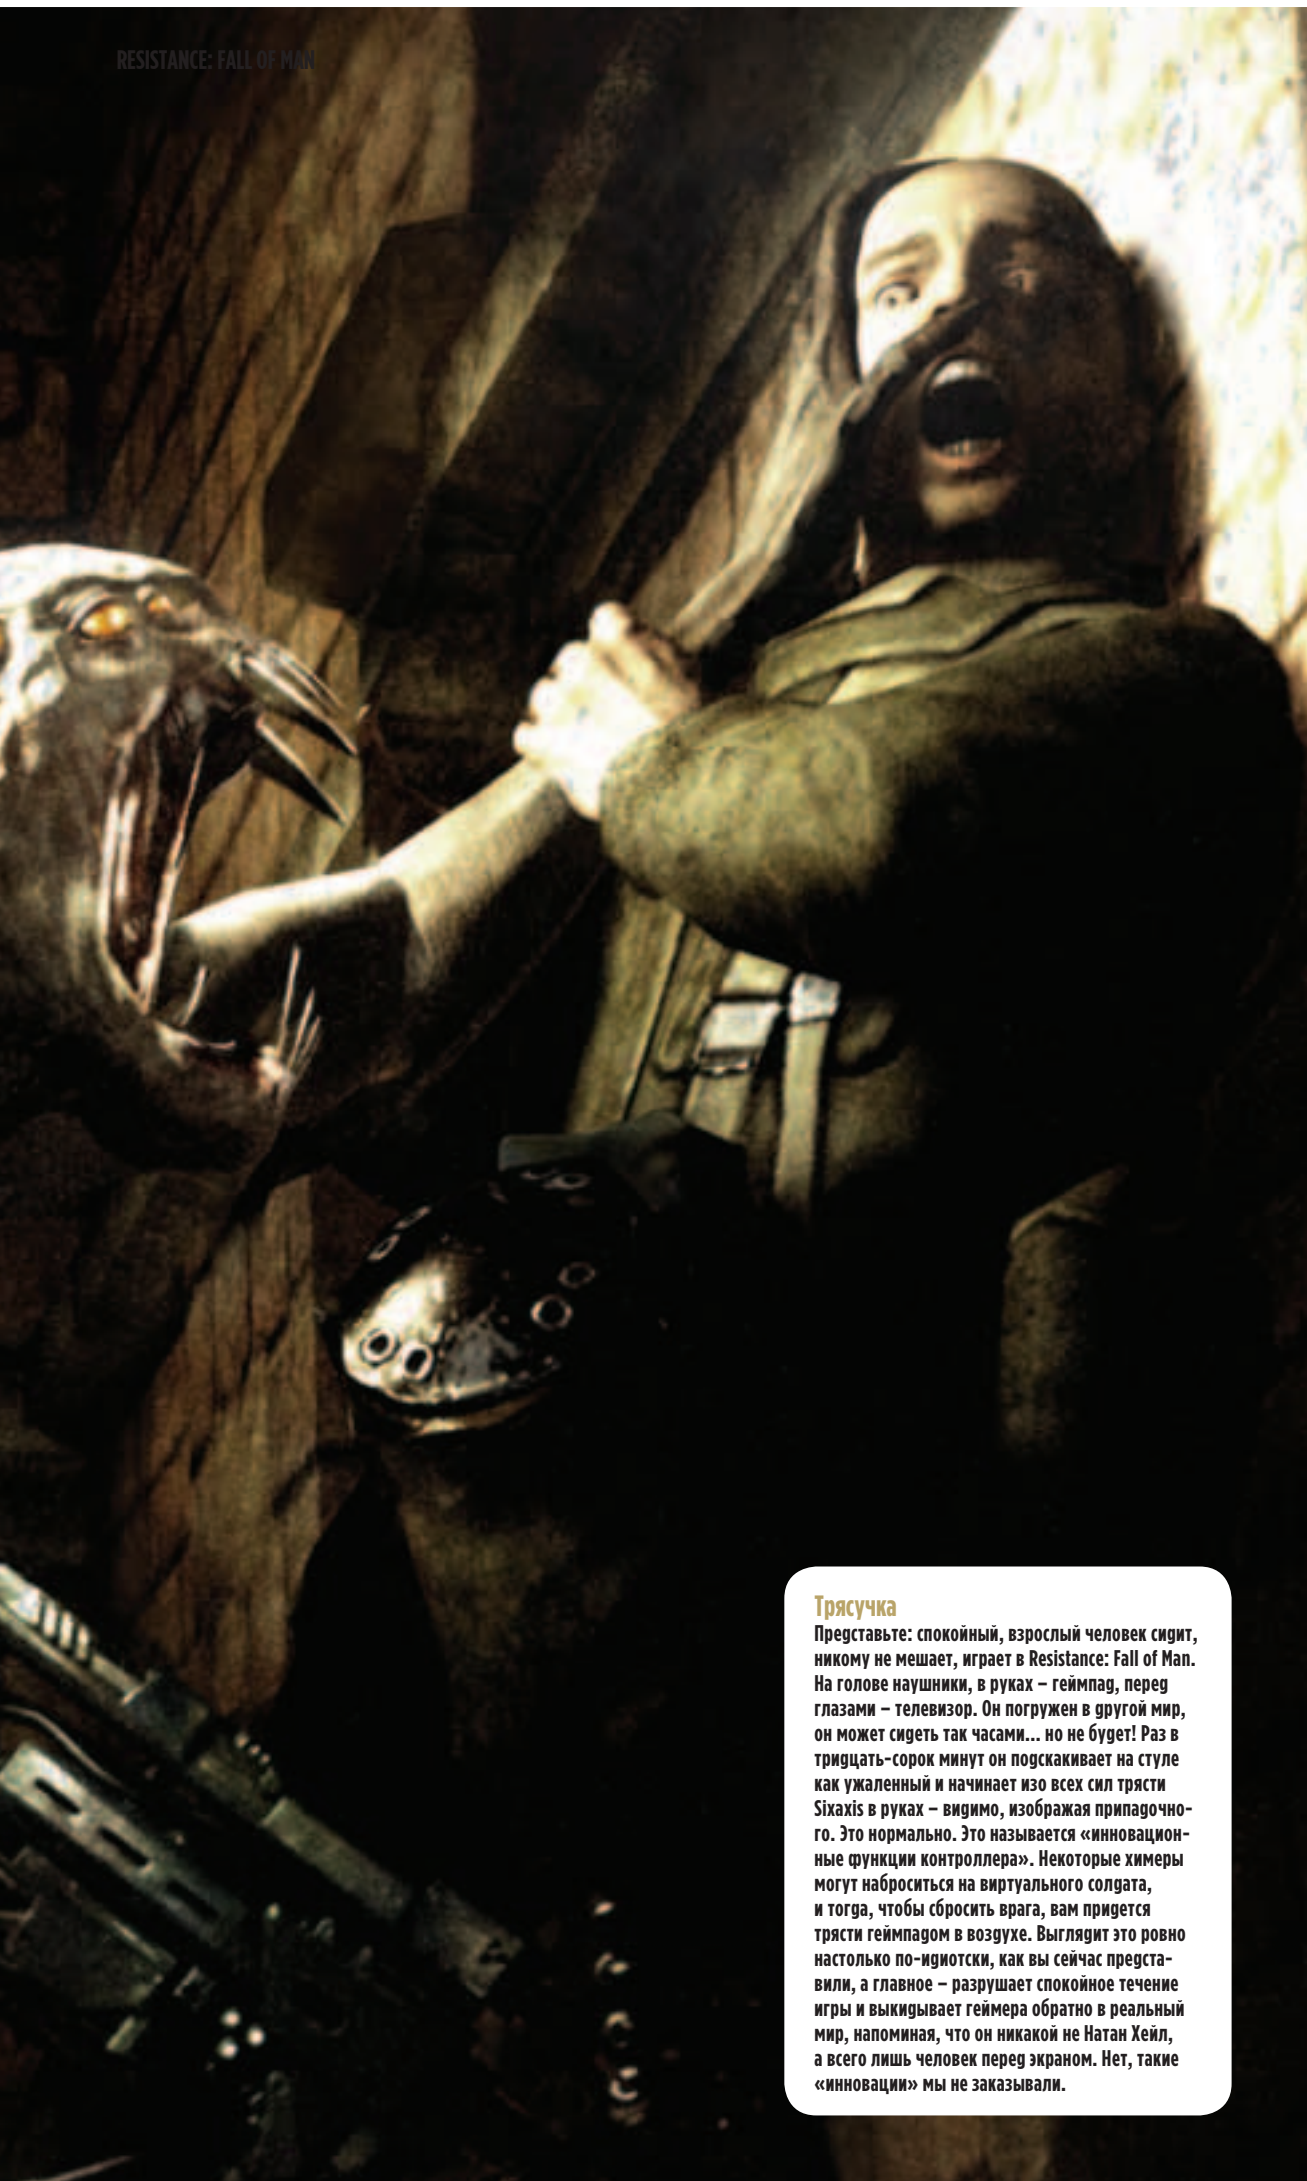 RESISTANCE: FALL OF MAN
Трясучка
Представьте: спокойный, взрослый человек сидит,
никому не мешает, играет в Resistance: Fall of Man.
На голове наушники, в руках – геймпад, перед
глазами – телевизор. Он погружен в другой мир,
он может сидеть так часами... но не будет! Раз в
тридцать-сорок минут он подскакивает на стуле
как ужаленный и начинает изо всех сил трясти
Sixaxis в руках – видимо, изображая припадочно-
го. Это нормально. Это называется «инновацион-
ные функции контроллера». Некоторые химеры
могут наброситься на виртуального солдата,
и тогда, чтобы сбросить врага, вам придется
трясти геймпадом в воздухе. Выглядит это ровно
настолько по-идиотски, как вы сейчас предста-
вили, а главное – разрушает спокойное течение
игры и выкидывает геймера обратно в реальный
мир, напоминая, что он никакой не Натан Хейл,
а всего лишь человек перед экраном. Нет, такие
«инновации» мы не заказывали.